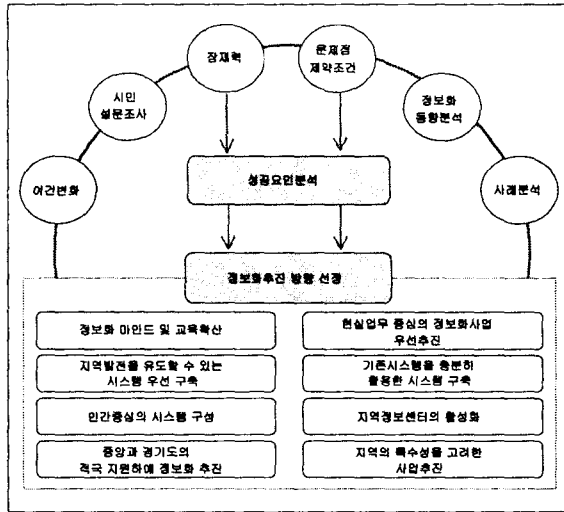 잠재력
문제점
제약조건
시민
설문조사
정보화
동향분석
여건변화
사례분석
성공요인분석
정보화추진 방향 선정
정보화 마인드 및 교육확산
현실업무 중심의 정보화사업
우선추진
지역발전을 유도할 수 있는
시스템 우선 구축
기존시스템을 충분히
활용한 시스템 구축
민간중심의 시스템 구성
지역정보센터의 활성화
중앙과 경기도의
적극 지원하에 정보화 추진
지역의 특수성을 고려한
사업추진